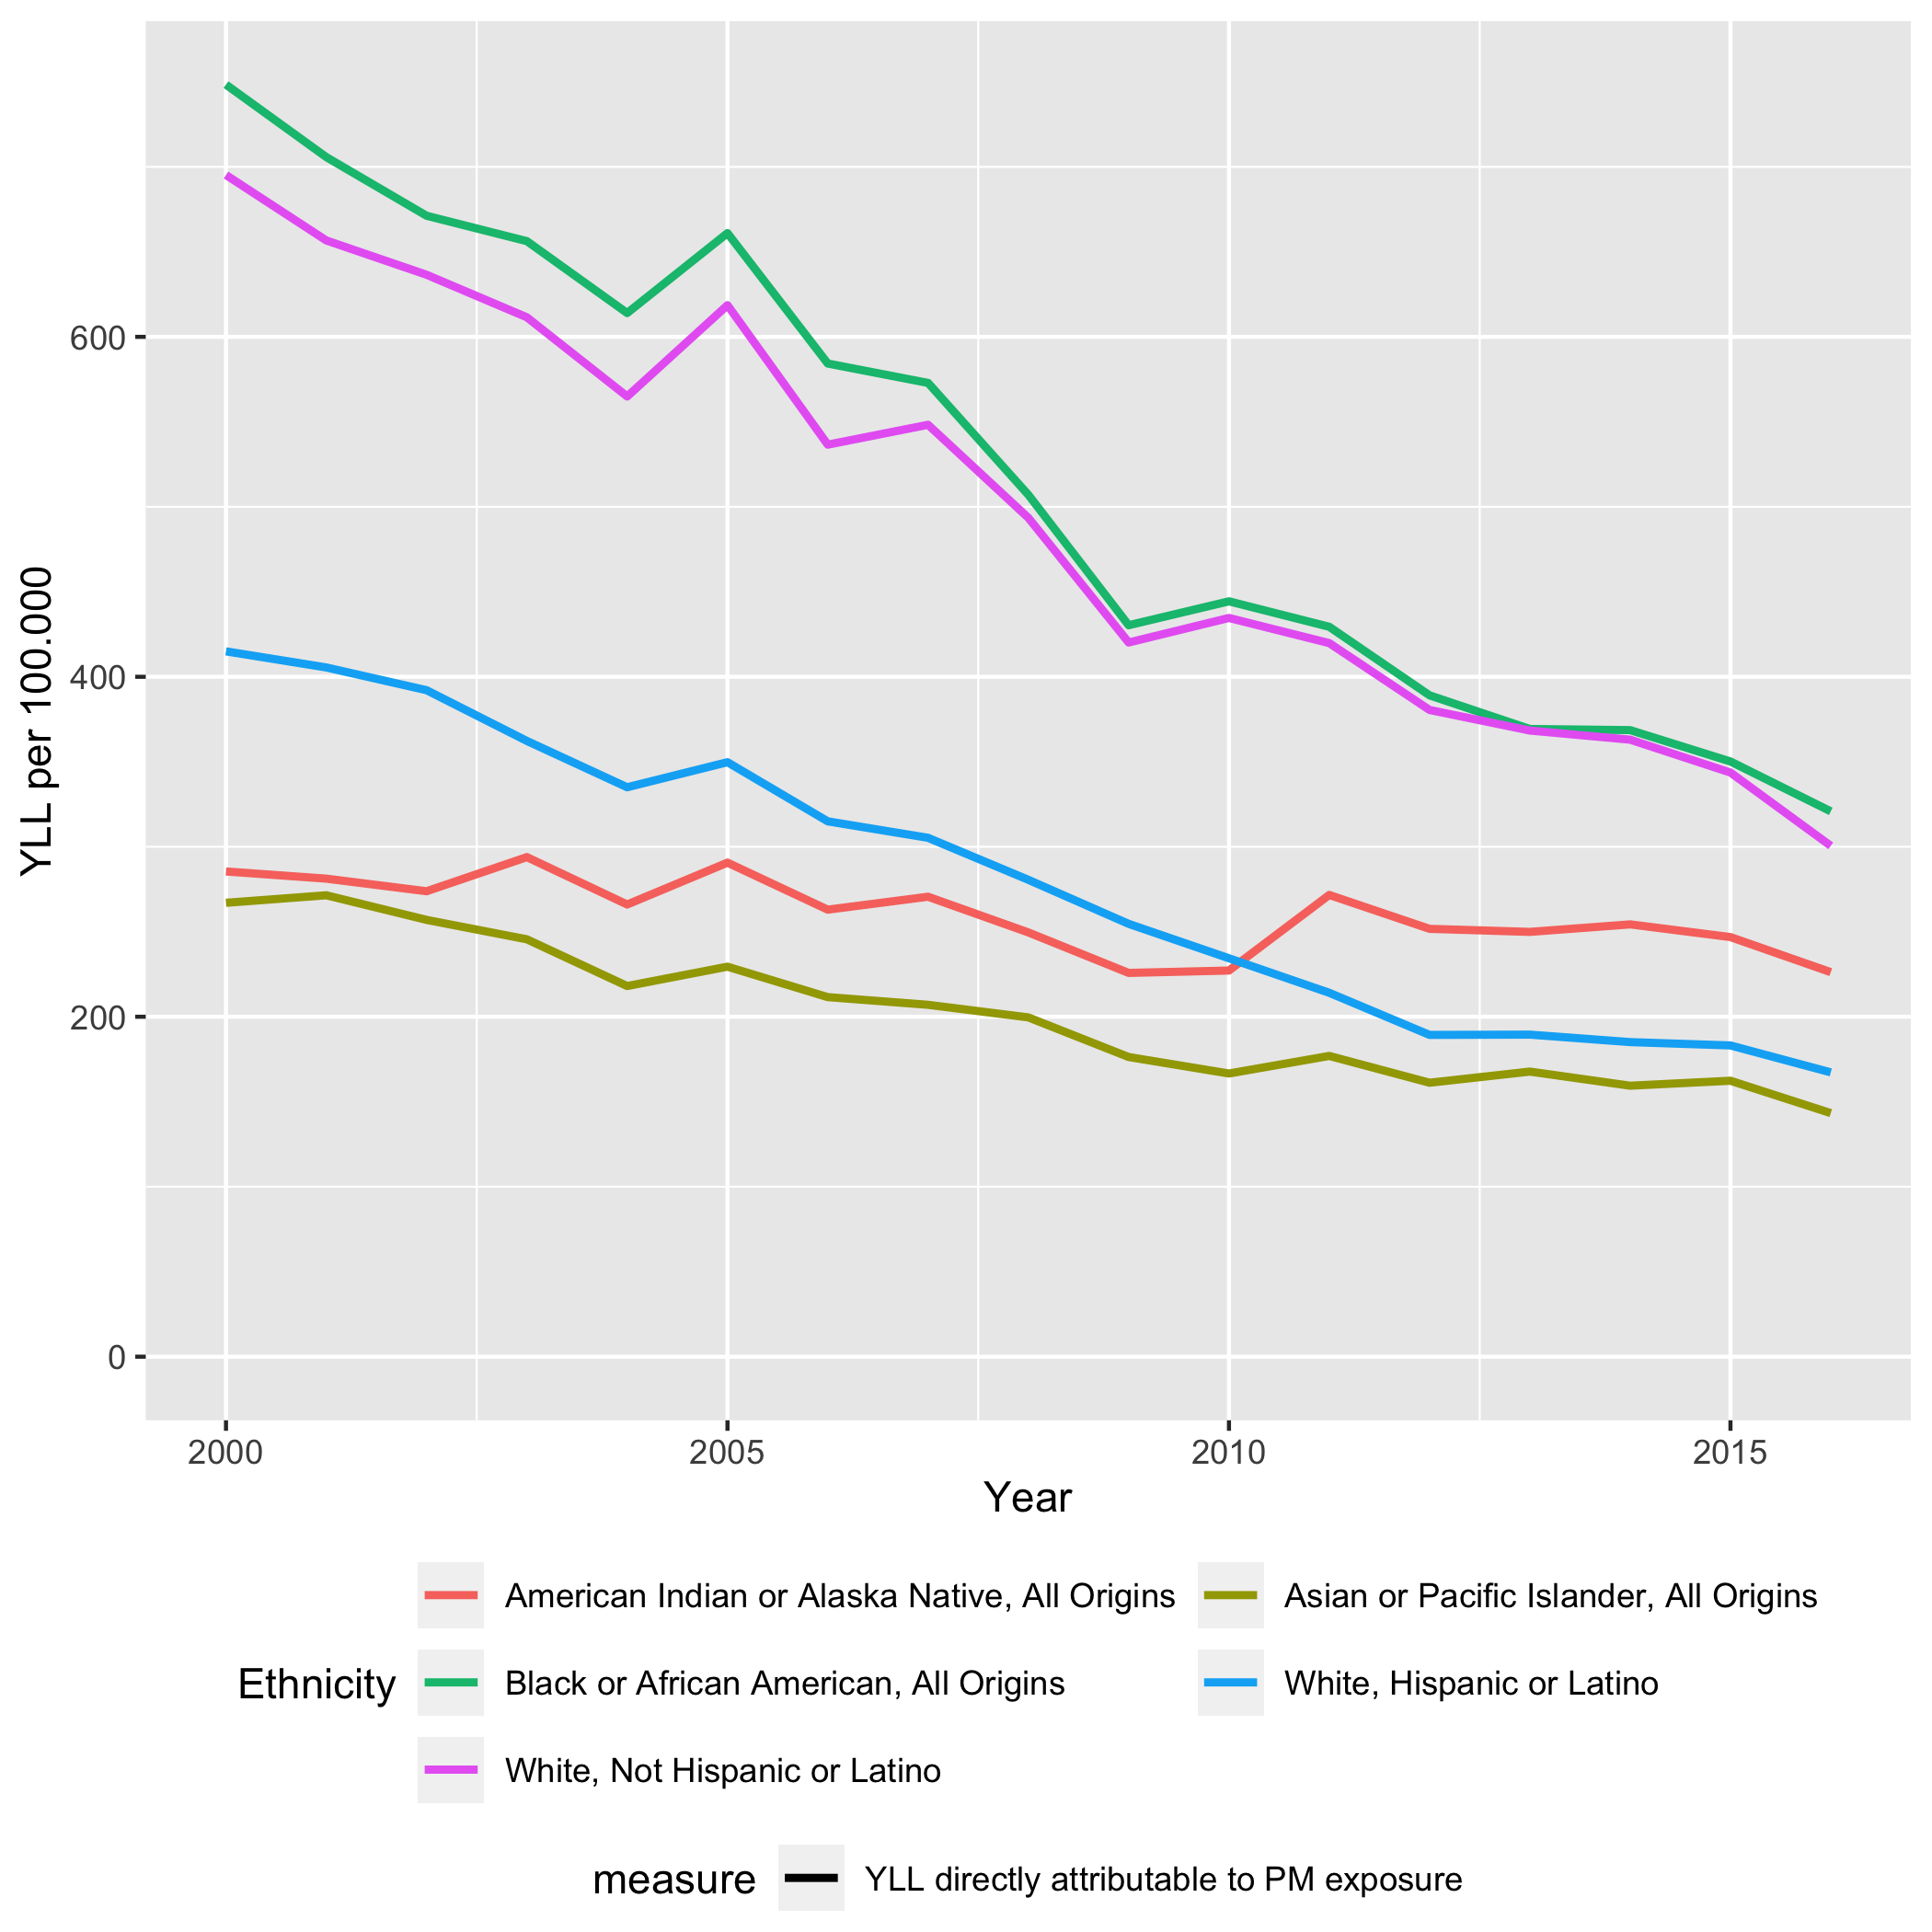 YLL per 100.000
600
400
200
0
2000 2005 2010 2015
Year
Ethnicity
American Indian or Alaska Native, All Origins
Asian or Pacific Islander, All Origins
Black or African American, All Origins
White, Hispanic or Latino
White, Not Hispanic or Latino
measure
YLL directly attributable to PM exposure